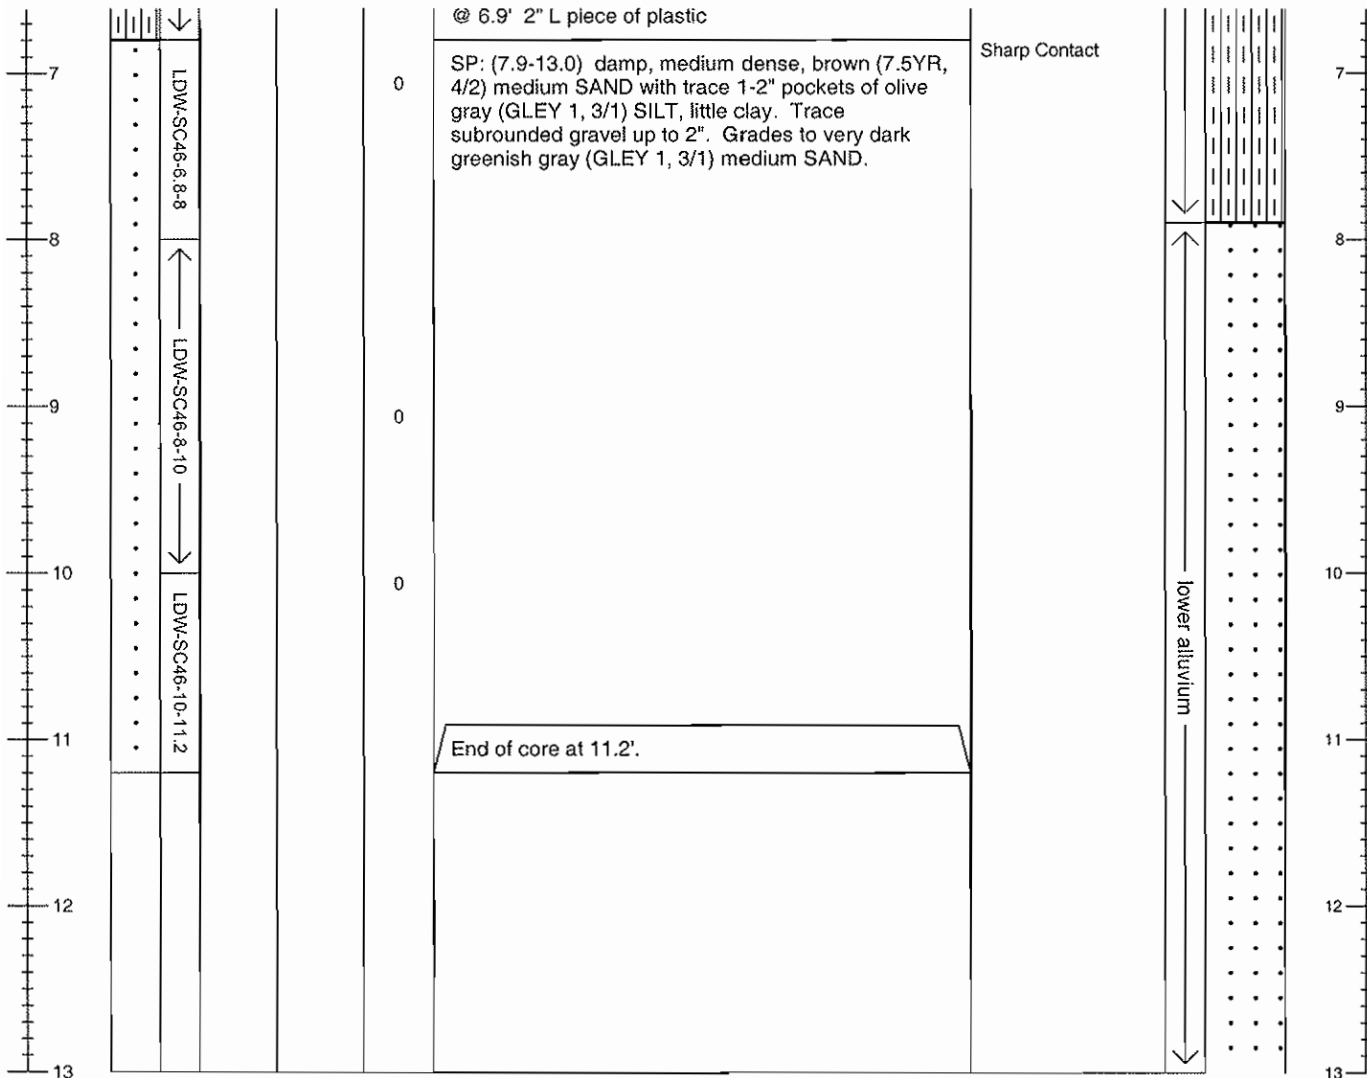 @ 6.9' 2" L piece of plastic
Sharp Contact
SP: (7.9-13.0) damp, medium dense, brown (7.5YR,
4/2) medium SAND with trace 1-2" pockets of olive
gray (GLEY 1, 3/1) SILT, little clay. Trace
subrounded gravel up to 2". Grades to very dark
greenish gray (GLEY 1, 3/1) medium SAND.
7
LDW-SC46-6.8-8
0
7
8
8
LDW-SC46-8-10
9
0
9
10
0
10
LDW-SC46-10-11.2
lower alluvium
11
End of core at 11.2'.
11
12
12
13
13